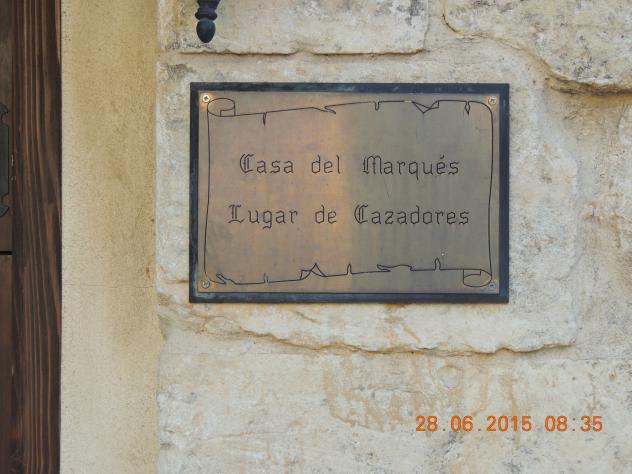 Casa del Marqués
Lugar de Cazadores
28.06.2015 08:35